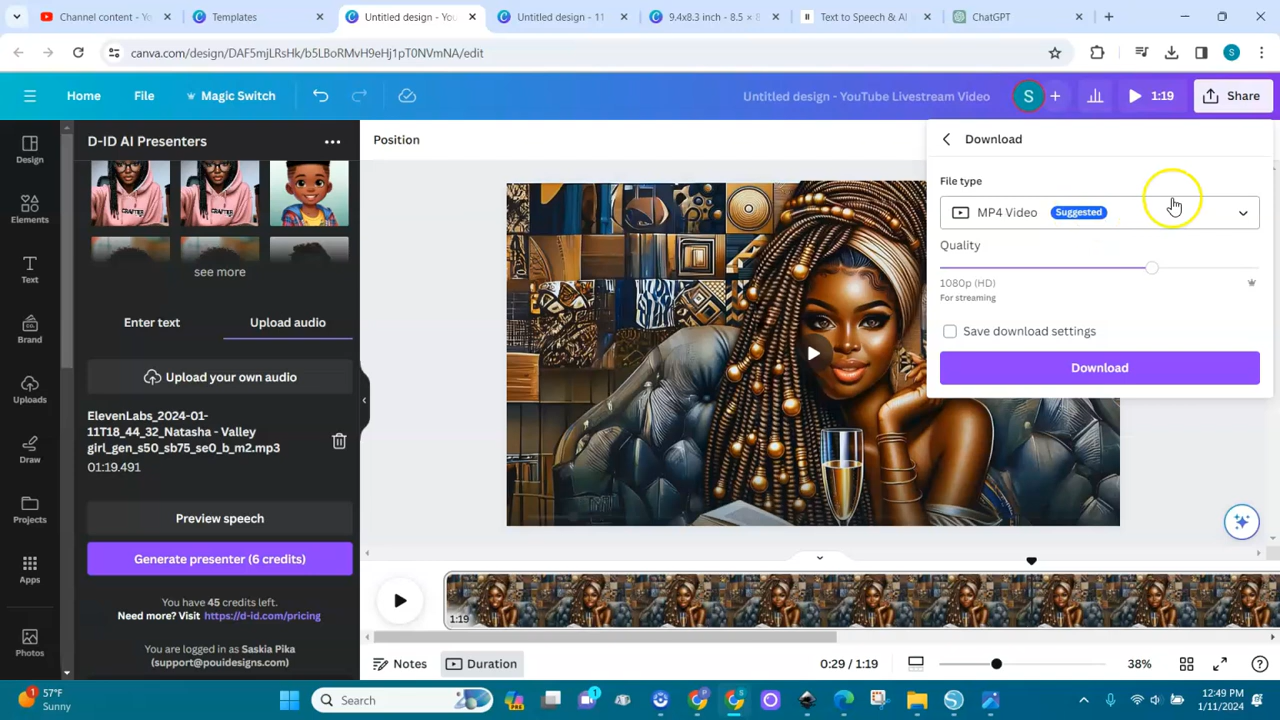 Channel content - Yo
Templates
Untitled design - Yo
Untitled design - 11
9.4x8.3 inch - 8.5 ×
Text to Speech & AI
ChatGPT
canva.com/design/DAF5mjLRsHk/b5LBoRMvH9eHj1pT0NVmNA/edit
S
Home
File
Magic Switch
Untitled design - YouTube Livestream Video
S
1:19
Share
Design
Elements
Text
Brand
Uploads
Draw
Projects
Apps
Photos
D-ID AI Presenters
see more
Enter text
Upload audio
Upload your own audio
ElevenLabs_2024-01-
11T18_44_32_Natasha - Valley
girl_gen_s50_sb75_se0_b_m2.mp3
01:19.491
Preview speech
Generate presenter (6 credits)
You have 45 credits left.
Need more? Visit https://d-id.com/pricing
You are logged in as Saskia Pika
(support@pouidesigns.com)
Position
Download
File type
MP4 Video Suggested
Quality
1080p (HD)
For streaming
Save download settings
Download
1:19
Notes
Duration
0:29 / 1:19
38%
57°F
Sunny
Search
12:49 PM
1/11/2024